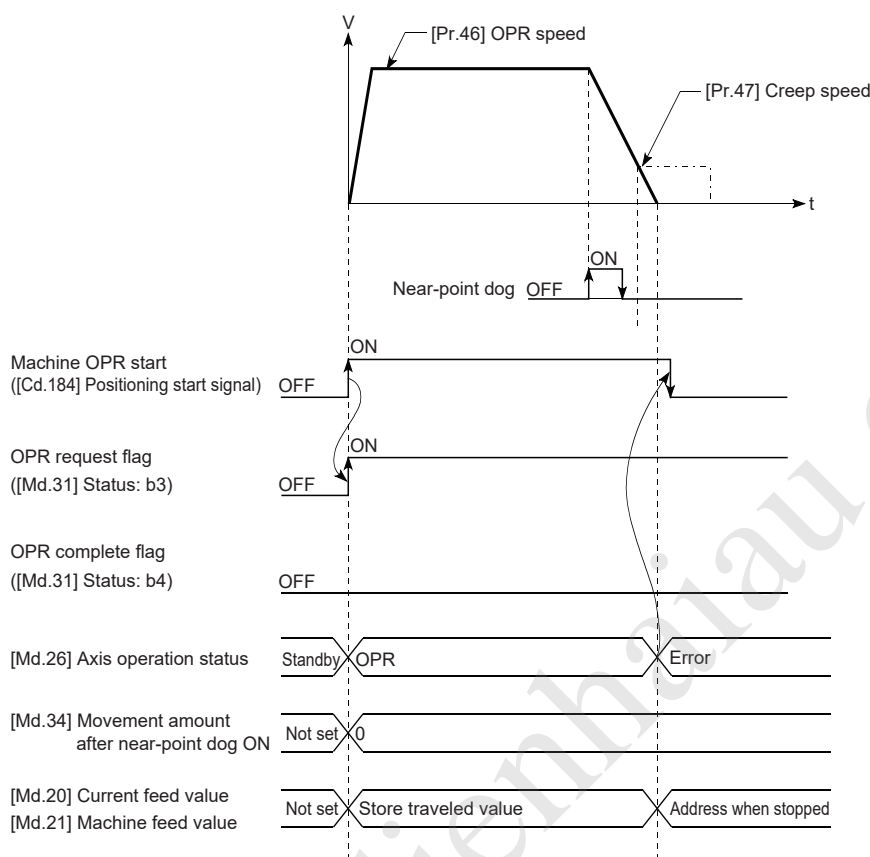 V
[Pr.46] OPR speed
[Pr.47] Creep speed
t
ON
Near-point dog OFF
ON
Machine OPR start
([Cd.184] Positioning start signal) OFF
ON
OPR request flag
([Md.31] Status: b3) OFF
OPR complete flag
([Md.31] Status: b4) OFF
[Md.26] Axis operation status Standby OPR Error
[Md.34] Movement amount
after near-point dog ON Not set 0
[Md.20] Current feed value
[Md.21] Machine feed value Not set Store traveled value Address when stopped